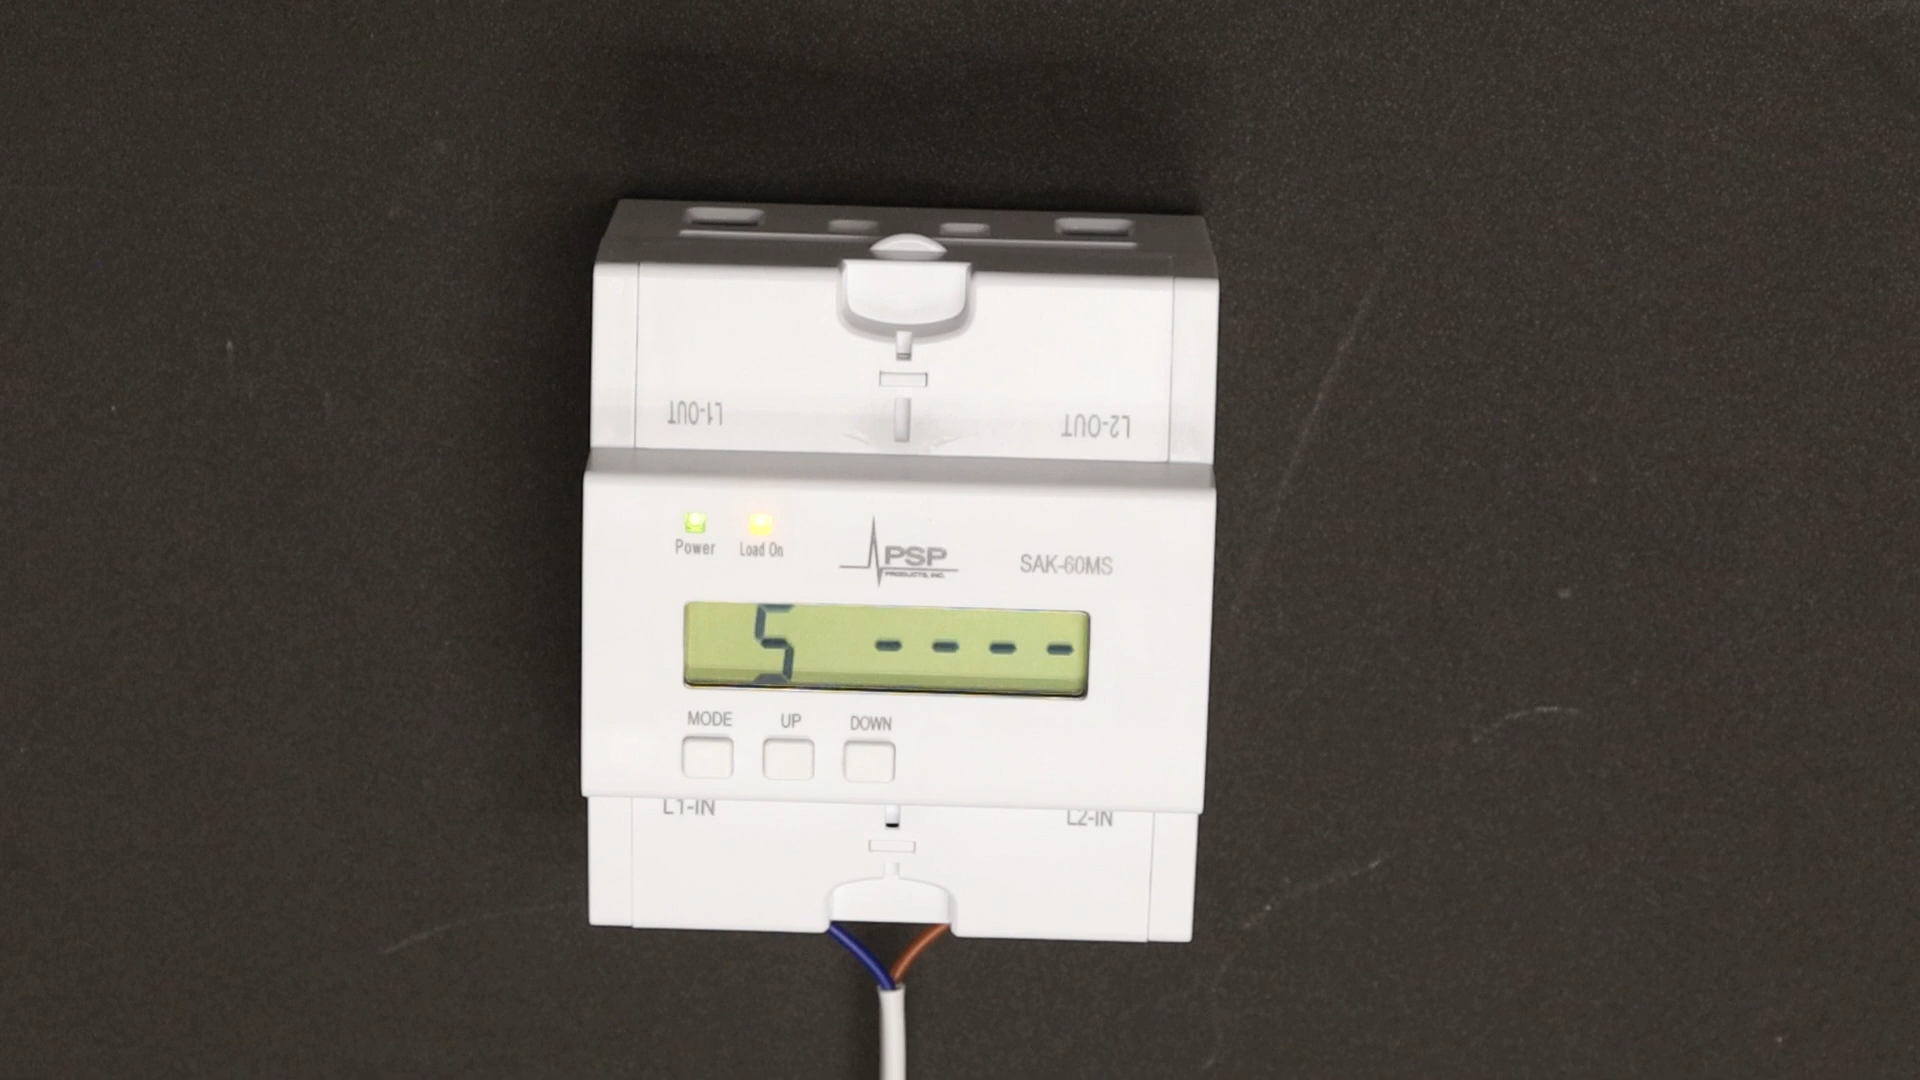 L1-OUT
L2-OUT
Power
Load On
PSP
PRODUCTS, INC.
SAK-60MS
5 - - - -
MODE
UP
DOWN
L1-IN
L2-IN